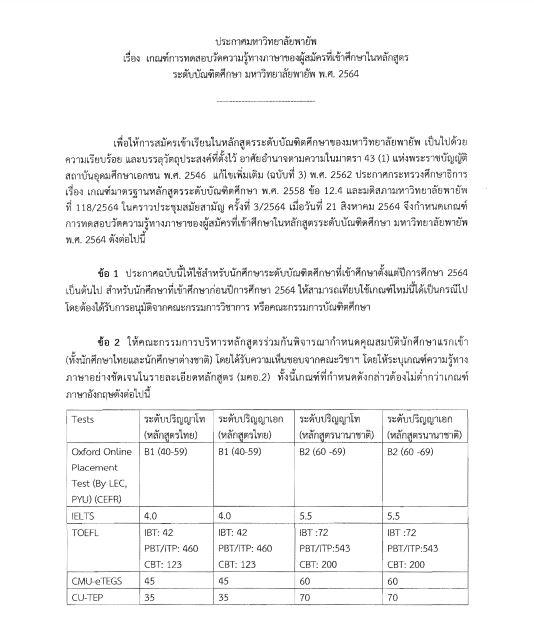 ประกาศมหาวิทยาลัยพายัพ
เรื่อง เกณฑ์การทดสอบวัดความรู้ทางภาษาของผู้สมัครที่เข้าศึกษาในหลักสูตร
ระดับบัณฑิตศึกษา มหาวิทยาลัยพายัพ พ.ศ. 2564
-------------------------------
เพื่อให้การสมัครเข้าเรียนในหลักสูตรระดับบัณฑิตศึกษาของมหาวิทยาลัยพายัพ เป็นไปด้วย
ความเรียบร้อย และบรรลุวัตถุประสงค์ที่ตั้งไว้ อาศัยอำนาจตามความในมาตรา 43 (1) แห่งพระราชบัญญัติ
สถาบันอุดมศึกษาเอกชน พ.ศ. 2546 แก้ไขเพิ่มเติม (ฉบับที่ 3) พ.ศ. 2562 ประกาศกระทรวงศึกษาธิการ
เรื่อง เกณฑ์มาตรฐานหลักสูตรระดับบัณฑิตศึกษา พ.ศ. 2558 ข้อ 12.4 และมติสภามหาวิทยาลัยพายัพ
ที่ 118/2564 ในคราวประชุมสมัยสามัญ ครั้งที่ 3/2564 เมื่อวันที่ 21 สิงหาคม 2564 จึงกำหนดเกณฑ์
การทดสอบวัดความรู้ทางภาษาของผู้สมัครที่เข้าศึกษาในหลักสูตรระดับบัณฑิตศึกษา มหาวิทยาลัยพายัพ
พ.ศ. 2564 ดังต่อไปนี้
ข้อ 1 ประกาศฉบับนี้ให้ใช้สำหรับนักศึกษาระดับบัณฑิตศึกษาที่เข้าศึกษาตั้งแต่ปีการศึกษา 2564
เป็นต้นไป สำหรับนักศึกษาที่เข้าศึกษาก่อนปีการศึกษา 2564 ให้สามารถเทียบใช้เกณฑ์ใหม่นี้ได้เป็นกรณีไป
โดยต้องได้รับการอนุมัติจากคณะกรรมการวิชาการ หรือคณะกรรมการบัณฑิตศึกษา
ข้อ 2 ให้คณะกรรมการบริหารหลักสูตรร่วมกันพิจารณากำหนดคุณสมบัตินักศึกษาแรกเข้า
(ทั้งนักศึกษาไทยและนักศึกษาต่างชาติ) โดยได้รับความเห็นชอบจากคณะวิชาฯ โดยให้ระบุเกณฑ์ความรู้ทาง
ภาษาอย่างชัดเจนในรายละเอียดหลักสูตร (มคอ.2) ทั้งนี้เกณฑ์ที่กำหนดดังกล่าวต้องไม่ต่ำกว่าเกณฑ์
ภาษาอังกฤษดังต่อไปนี้
Tests ระดับปริญญาโท ระดับปริญญาเอก ระดับปริญญาโท ระดับปริญญาเอก
(หลักสูตรไทย) (หลักสูตรไทย) (หลักสูตรนานาชาติ) (หลักสูตรนานาชาติ)
Oxford Online B1 (40-59) B1 (40-59) B2 (60 -69) B2 (60 -69)
Placement
Test (By LEC,
PYU) (CEFR)
IELTS 4.0 4.0 5.5 5.5
TOEFL IBT: 42 IBT: 42 IBT :72 IBT :72
PBT/ITP: 460 PBT/ITP: 460 PBT/ITP:543 PBT/ITP:543
CBT: 123 CBT: 123 CBT: 200 CBT: 200
CMU-eTEGS 45 45 60 60
CU-TEP 35 35 70 70